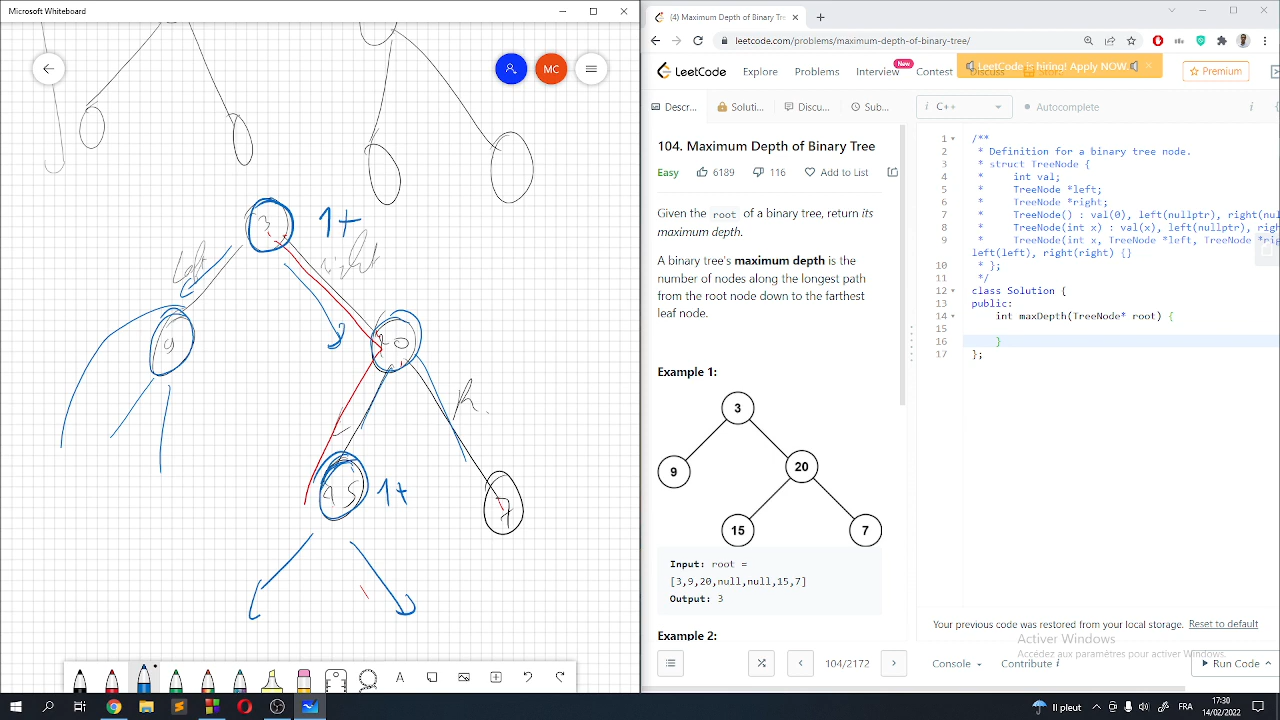 Microsoft Whiteboard
MC
3
1+
Left
right
9
20
R.
15
1+
7
(4) Maximum Depth of Binary Tre
leetcode.com/problems/maximum-depth-of-binary-tree/
LeetCode
Explore
Problems
Interview
New
Contest
Discuss
LeetCode is hiring! Apply NOW.
Premium
Descr...
Soluti...
Discu...
Sub...
i C++
Autocomplete
104. Maximum Depth of Binary Tree
Easy
6189
116
Add to List
Given the root of a binary tree, return its
maximum depth.
A binary tree's maximum depth is the
number of nodes along the longest path
from the root node down to the farthest
leaf node.
Example 1:
3
9
20
15
7
Input: root =
[3,9,20,null,null,15,7]
Output: 3
Example 2:
1 /**
2 * Definition for a binary tree node.
3 * struct TreeNode {
4 * int val;
5 * TreeNode *left;
6 * TreeNode *right;
7 * TreeNode() : val(0), left(nullptr), right(nul
8 * TreeNode(int x) : val(x), left(nullptr), righ
9 * TreeNode(int x, TreeNode *left, TreeNode *rig
left(left), right(right) {}
10 * };
11 */
12 class Solution {
13 public:
14 int maxDepth(TreeNode* root) {
15
16 }
17 };
Your previous code was restored from your local storage. Reset to default
Activer Windows
Accédez aux paramètres pour activer Windows.
104/2172
Console
Contribute i
Run Code
Il pleut
FRA
17:30
14/02/2022